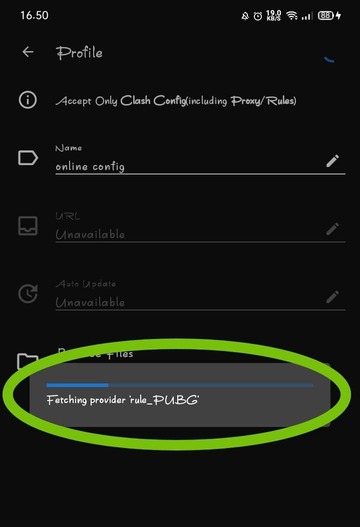 16.50
19.0
KB/S
88
Profile
Accept Only Clash Config(including Proxy/Rules)
Name
online config
URL
Unavailable
Auto Update
Unavailable
Browse Files
Fetching provider 'rule_PUBG'